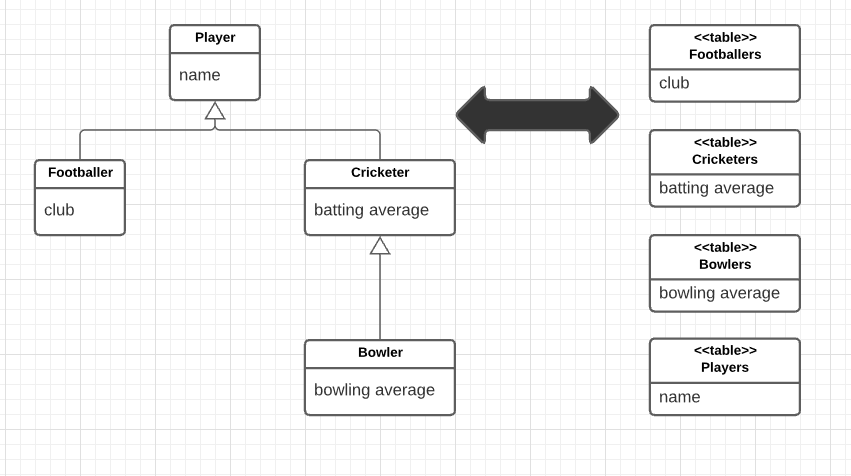 Player
name
Footballer
club
Cricketer
batting average
Bowler
bowling average
<<table>>
Footballers
club
<<table>>
Cricketers
batting average
<<table>>
Bowlers
bowling average
<<table>>
Players
name